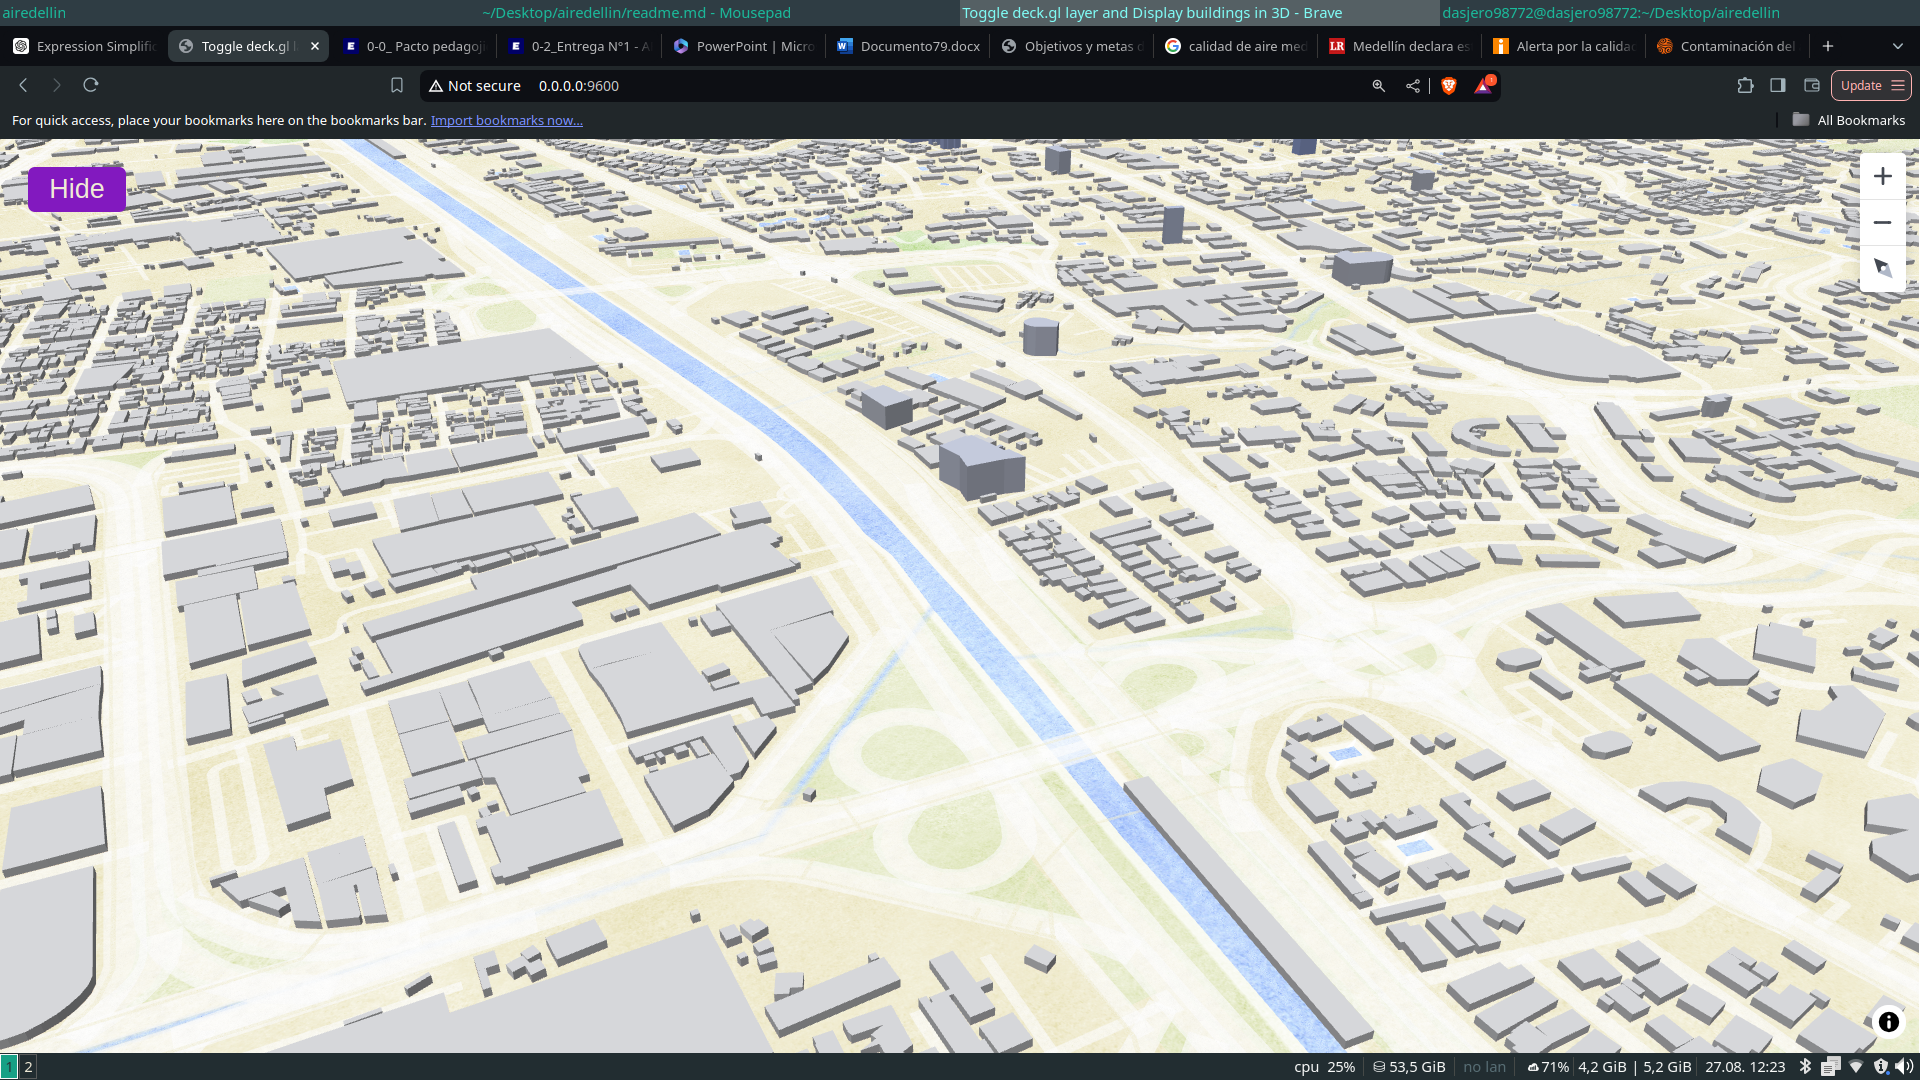 airedellin
~/Desktop/airedellin/readme.md - Mousepad
Toggle deck.gl layer and Display buildings in 3D - Brave
dasjero98772@dasjero98772:~/Desktop/airedellin
Expression Simplific
Toggle deck.gl l
0-0_ Pacto pedagoji
0-2_Entrega N°1 - A
PowerPoint | Micro
Documento79.docx
Objetivos y metas d
calidad de aire med
LR Medellín declara es
Alerta por la calida
Contaminación del
Not secure 0.0.0.0:9600
Update
For quick access, place your bookmarks here on the bookmarks bar. Import bookmarks now...
All Bookmarks
Hide
1 2
cpu 25% 53,5 GiB no lan 71% 4,2 GiB | 5,2 GiB 27.08. 12:23